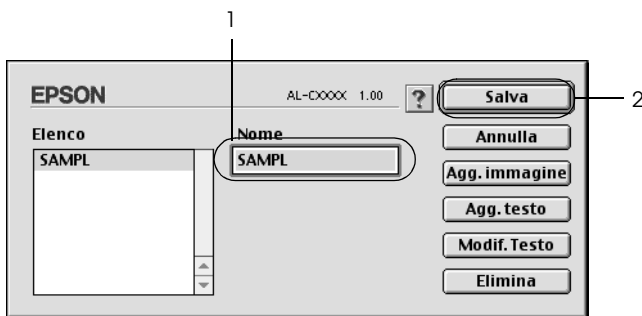 1
EPSON
AL-CXXXX 1.00
?
Salva
2
Elenco
Nome
Annulla
SAMPL
SAMPL
Agg. immagine
Agg. testo
Modif. Testo
Elimina